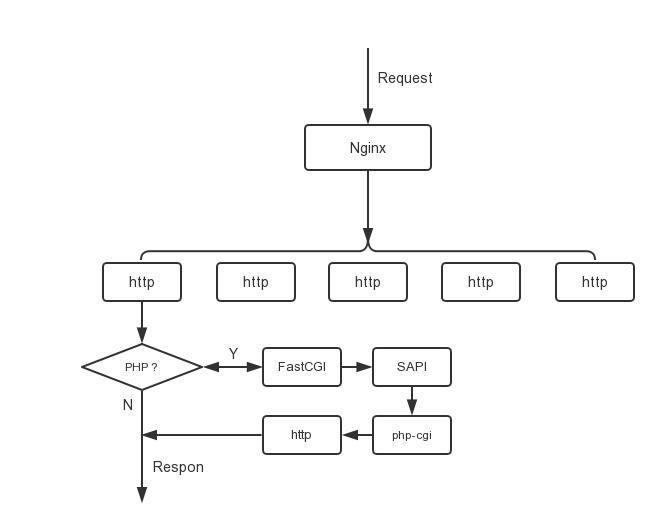 Request
Nginx
http
http
http
http
http
PHP ?
Y
FastCGI
SAPI
N
http
php-cgi
Respon